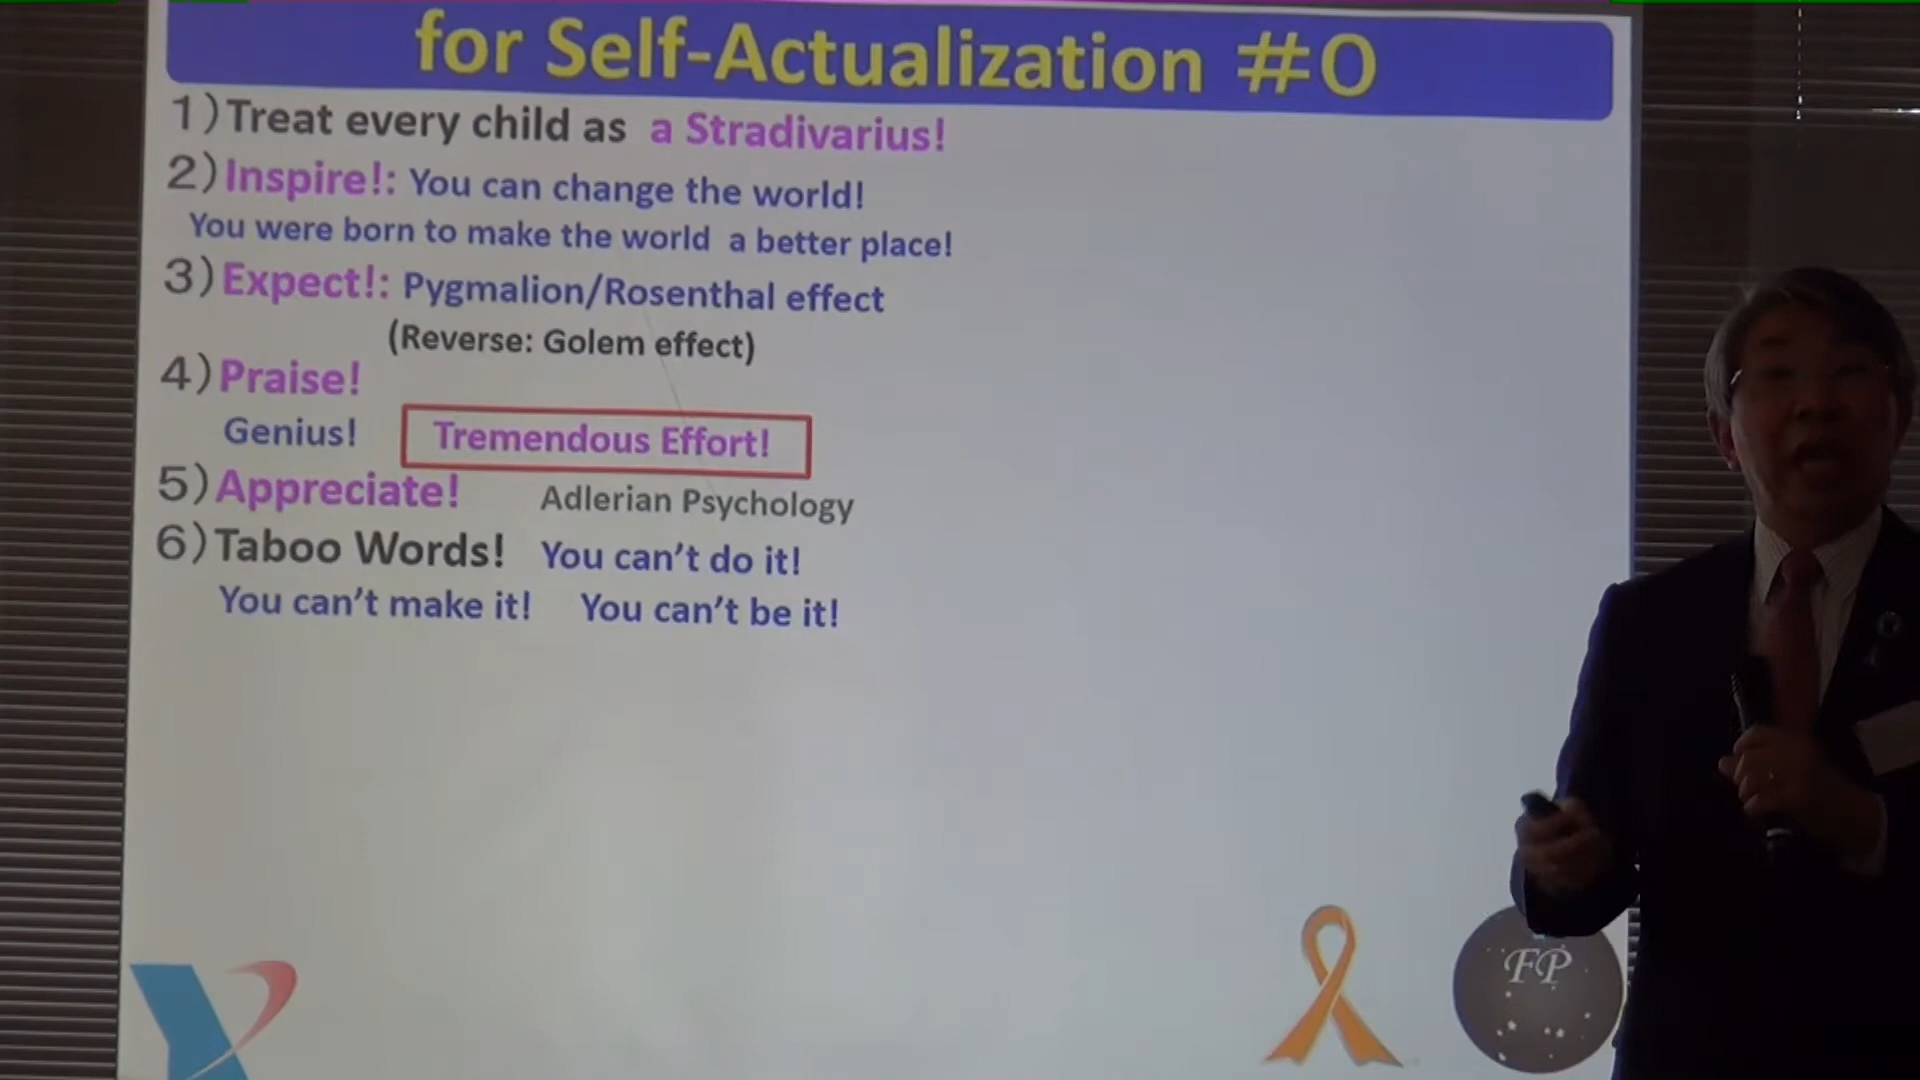 for Self-Actualization #0
1)Treat every child as a Stradivarius!
2)Inspire!: You can change the world!
You were born to make the world a better place!
3)Expect!: Pygmalion/Rosenthal effect
(Reverse: Golem effect)
4)Praise!
Genius! Tremendous Effort!
5)Appreciate! Adlerian Psychology
6)Taboo Words! You can't do it!
You can't make it! You can't be it!
FP